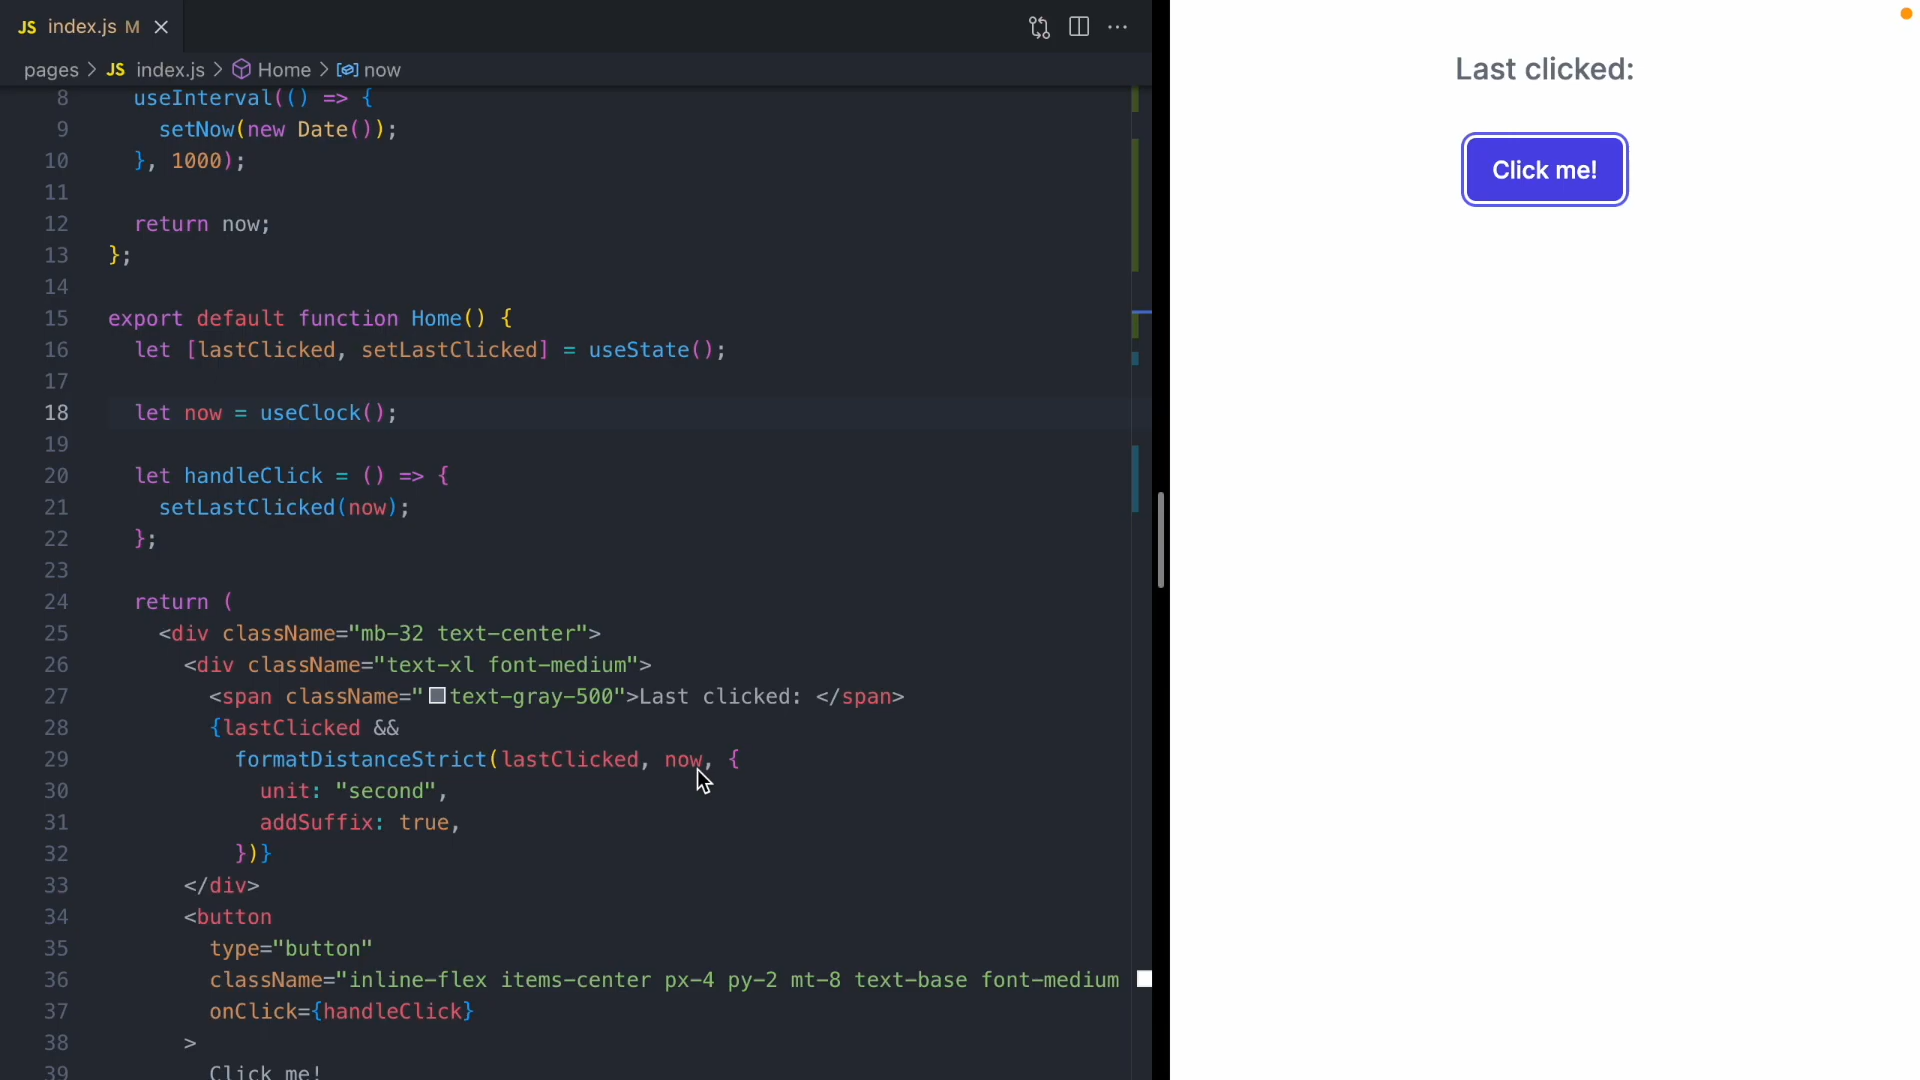 JS index.js M
pages > JS index.js > Home > now
8 useInterval(() => {
9 setNow(new Date());
10 }, 1000);
11
12 return now;
13 };
14
15 export default function Home() {
16 let [lastClicked, setLastClicked] = useState();
17
18 let now = useClock();
19
20 let handleClick = () => {
21 setLastClicked(now);
22 };
23
24 return (
25 <div className="mb-32 text-center">
26 <div className="text-xl font-medium">
27 <span className="text-gray-500">Last clicked: </span>
28 {lastClicked &&
29 formatDistanceStrict(lastClicked, now, {
30 unit: "second",
31 addSuffix: true,
32 })}
33 </div>
34 <button
35 type="button"
36 className="inline-flex items-center px-4 py-2 mt-8 text-base font-medium
37 onClick={handleClick}
38 >
39 Click me!
Last clicked:
Click me!